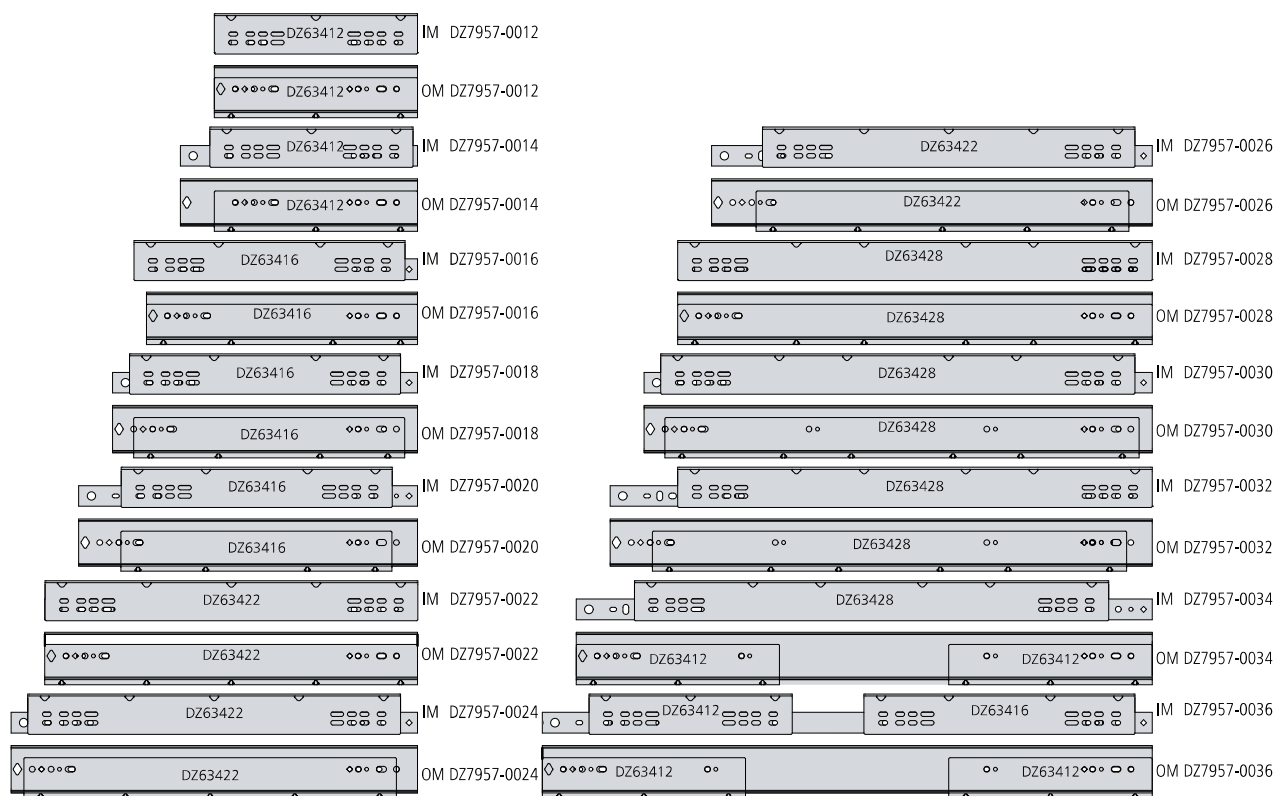 DZ63412 IM DZ7957-0012
DZ63412 OM DZ7957-0012
DZ63412 IM DZ7957-0014
DZ63412 OM DZ7957-0014
DZ63416 IM DZ7957-0016
DZ63416 OM DZ7957-0016
DZ63416 IM DZ7957-0018
DZ63416 OM DZ7957-0018
DZ63416 IM DZ7957-0020
DZ63416 OM DZ7957-0020
DZ63422 IM DZ7957-0022
DZ63422 OM DZ7957-0022
DZ63422 IM DZ7957-0024
DZ63422 OM DZ7957-0024
DZ63422 IM DZ7957-0026
DZ63422 OM DZ7957-0026
DZ63428 IM DZ7957-0028
DZ63428 OM DZ7957-0028
DZ63428 IM DZ7957-0030
DZ63428 OM DZ7957-0030
DZ63428 IM DZ7957-0032
DZ63428 OM DZ7957-0032
DZ63428 IM DZ7957-0034
DZ63412 DZ63412 OM DZ7957-0034
DZ63412 DZ63416 IM DZ7957-0036
DZ63412 DZ63412 OM DZ7957-0036